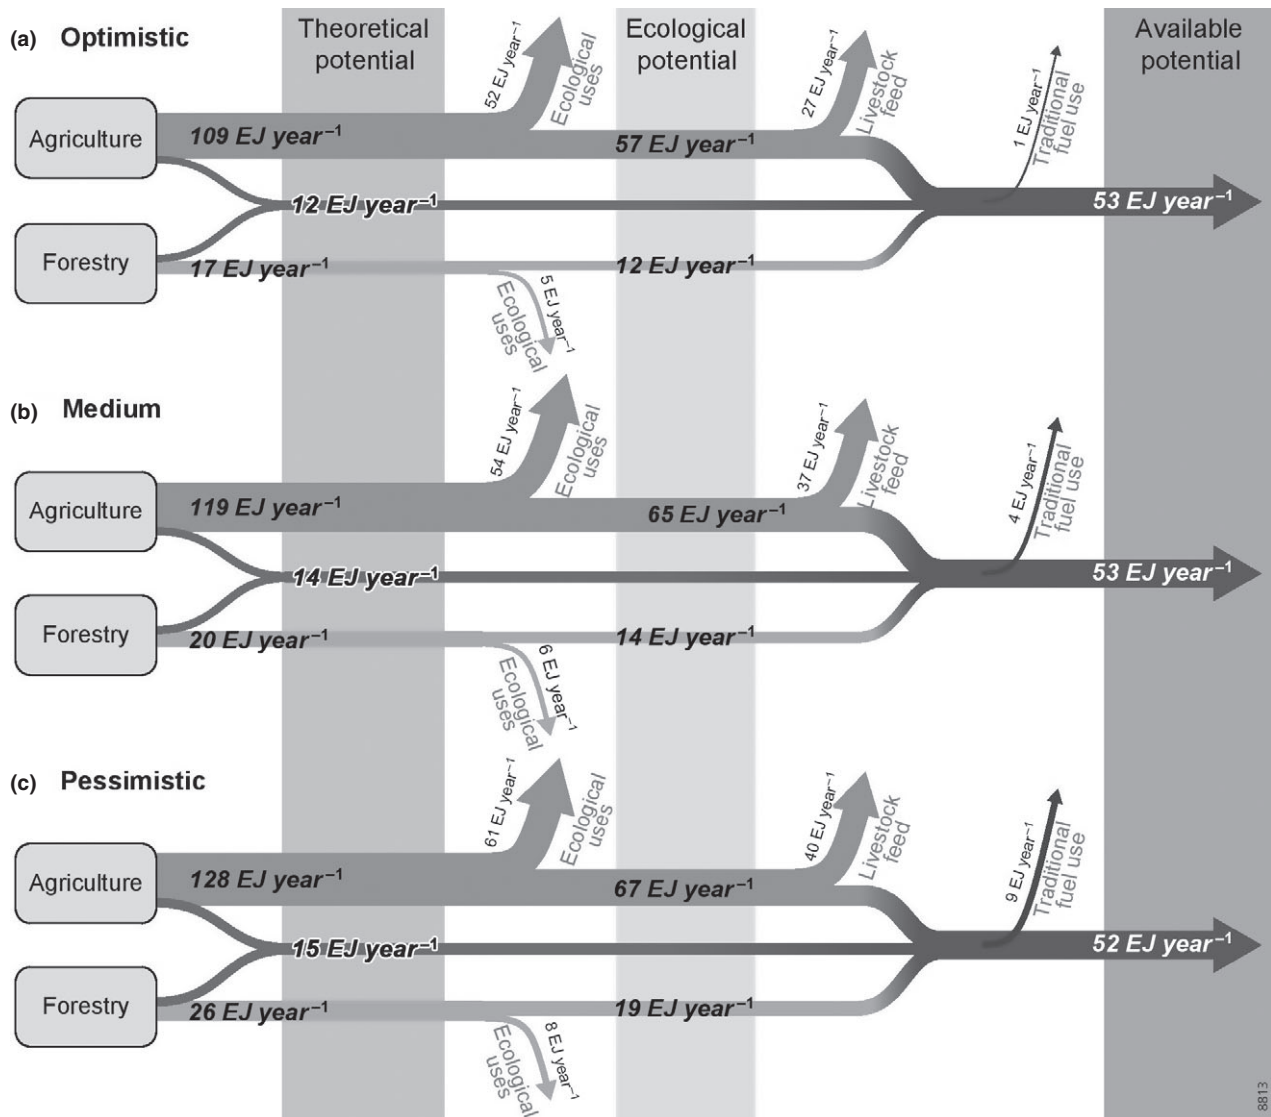 Theoretical
potential
Ecological
potential
Available
potential
(a) Optimistic
52 EJ year⁻¹
Ecological
uses
27 EJ year⁻¹
Livestock
feed
1 EJ year⁻¹
Traditional
fuel use
Agriculture
109 EJ year⁻¹
57 EJ year⁻¹
12 EJ year⁻¹
53 EJ year⁻¹
Forestry
17 EJ year⁻¹
12 EJ year⁻¹
5 EJ year⁻¹
Ecological
uses
(b) Medium
54 EJ year⁻¹
Ecological
uses
37 EJ year⁻¹
Livestock
feed
4 EJ year⁻¹
Traditional
fuel use
Agriculture
119 EJ year⁻¹
65 EJ year⁻¹
14 EJ year⁻¹
53 EJ year⁻¹
Forestry
20 EJ year⁻¹
14 EJ year⁻¹
6 EJ year⁻¹
Ecological
uses
(c) Pessimistic
61 EJ year⁻¹
Ecological
uses
40 EJ year⁻¹
Livestock
feed
9 EJ year⁻¹
Traditional
fuel use
Agriculture
128 EJ year⁻¹
67 EJ year⁻¹
15 EJ year⁻¹
52 EJ year⁻¹
Forestry
26 EJ year⁻¹
19 EJ year⁻¹
8 EJ year⁻¹
Ecological
uses
8813